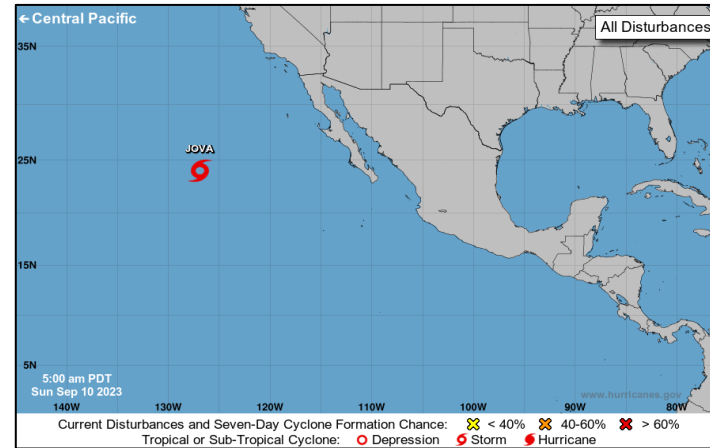 ← Central Pacific
All Disturbances
35N
JOVA
25N
15N
5N
5:00 am PDT
Sun Sep 10 2023
www.hurricanes.gov
140W 130W 120W 110W 100W 90W 80W
Current Disturbances and Seven-Day Cyclone Formation Chance: < 40% 40-60% > 60%
Tropical or Sub-Tropical Cyclone: Depression Storm Hurricane